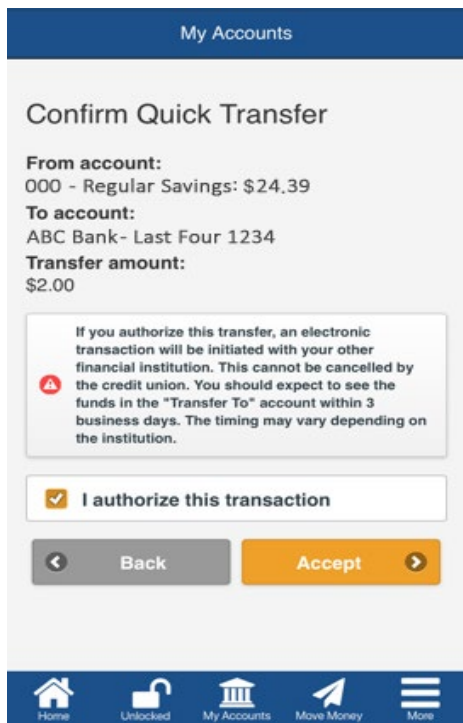 My Accounts
Confirm Quick Transfer
From account:
000 - Regular Savings: $24.39
To account:
ABC Bank- Last Four 1234
Transfer amount:
$2.00
If you authorize this transfer, an electronic
transaction will be initiated with your other
financial institution. This cannot be cancelled by
the credit union. You should expect to see the
funds in the "Transfer To" account within 3
business days. The timing may vary depending on
the institution.
I authorize this transaction
Back Accept
Home Unlocked My Accounts Move Money More